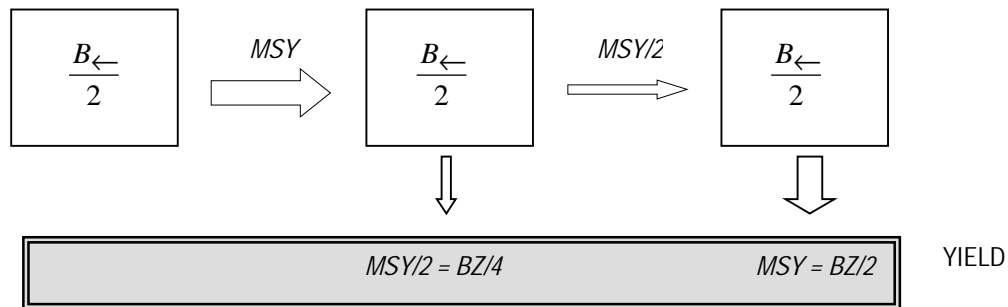 B← / 2
MSY
B← / 2
MSY/2
B← / 2
MSY/2 = BZ/4
MSY = BZ/2
YIELD